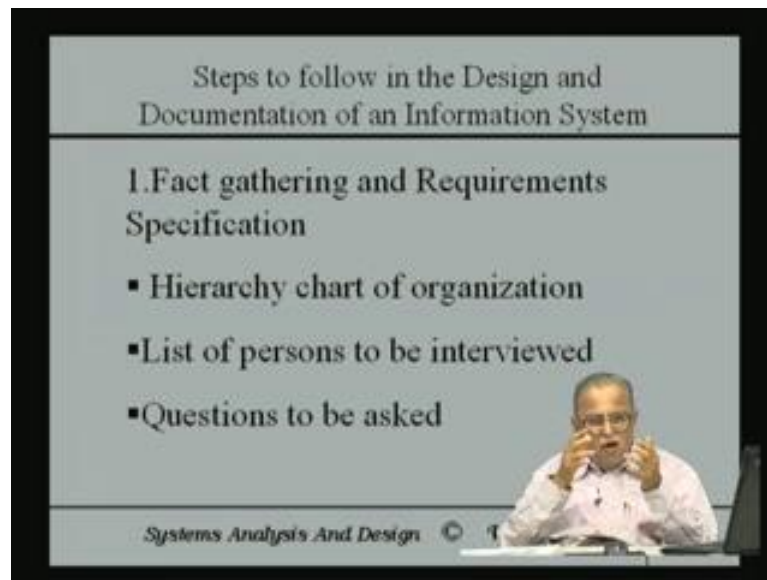 Steps to follow in the Design and
Documentation of an Information System
1.Fact gathering and Requirements
Specification
▪ Hierarchy chart of organization
▪List of persons to be interviewed
▪Questions to be asked
Systems Analysis And Design ©